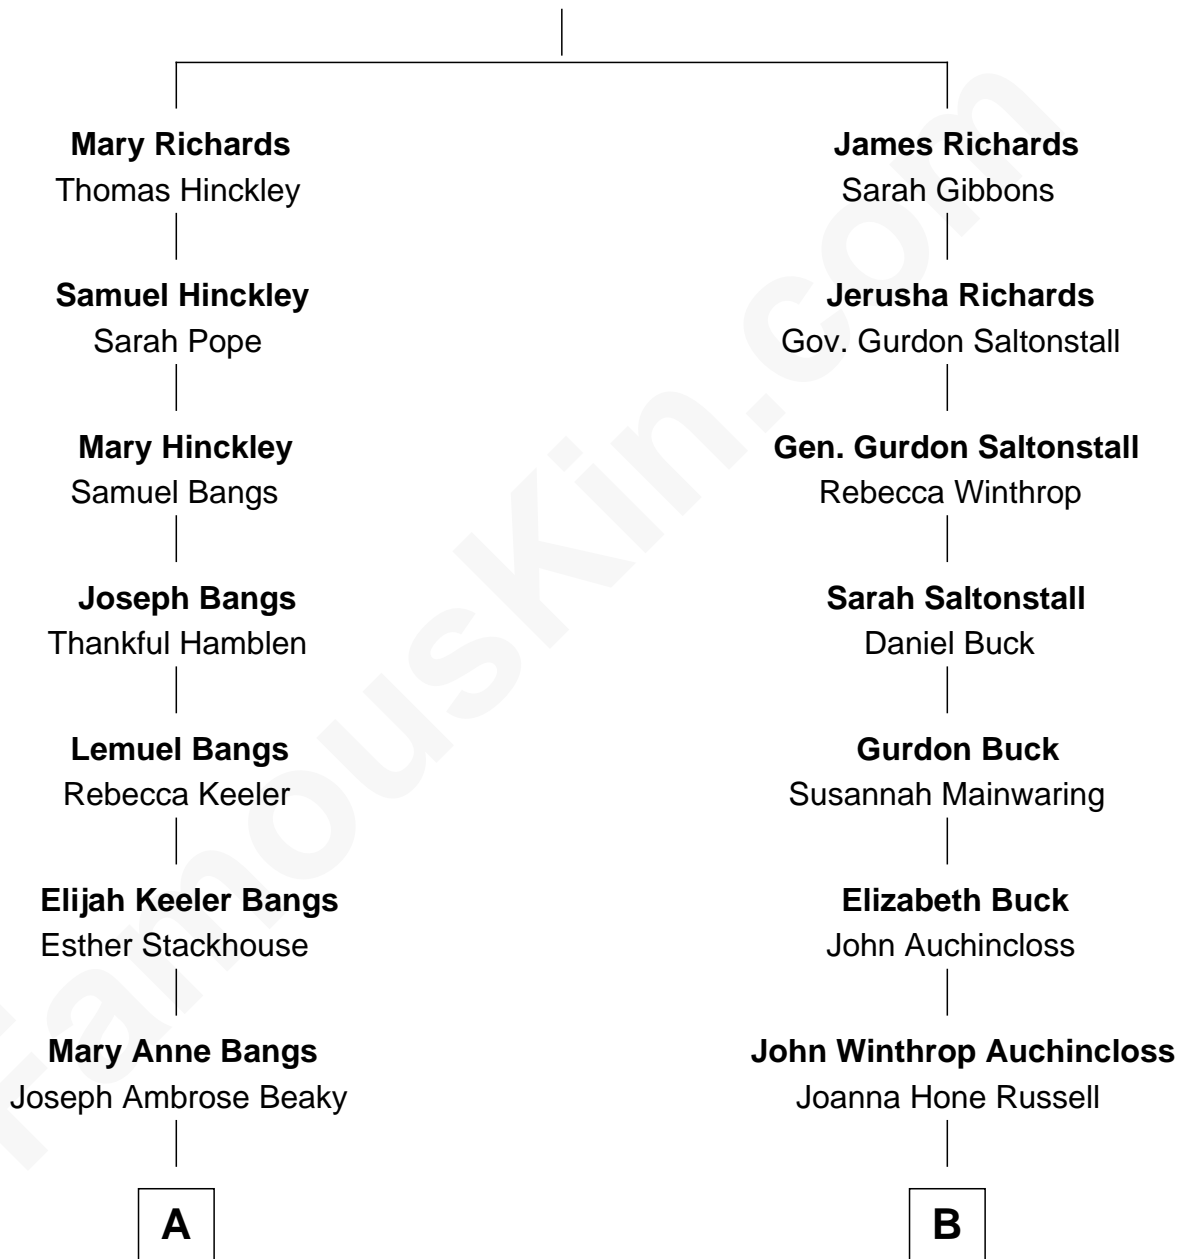 Mary Richards
Thomas Hinckley
Samuel Hinckley
Sarah Pope
Mary Hinckley
Samuel Bangs
Joseph Bangs
Thankful Hamblen
Lemuel Bangs
Rebecca Keeler
Elijah Keeler Bangs
Esther Stackhouse
Mary Anne Bangs
Joseph Ambrose Beaky
A
James Richards
Sarah Gibbons
Jerusha Richards
Gov. Gurdon Saltonstall
Gen. Gurdon Saltonstall
Rebecca Winthrop
Sarah Saltonstall
Daniel Buck
Gurdon Buck
Susannah Mainwaring
Elizabeth Buck
John Auchincloss
John Winthrop Auchincloss
Joanna Hone Russell
B
FamousKin.com